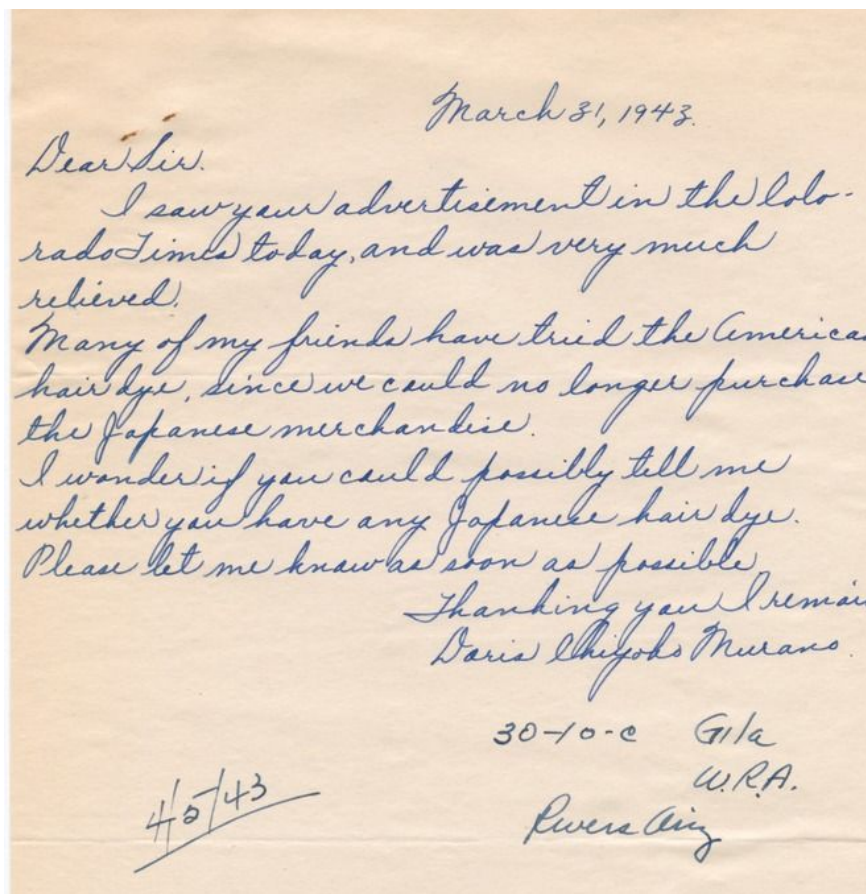 March 31, 1943.
Dear Sir.
I saw your advertisement in the Colo-
rado Times today, and was very much
relieved.
Many of my friends have tried the America
hair dye, since we could no longer purchase
the Japanese merchandise.
I wonder if you could possibly tell me
whether you have any Japanese hair dye.
Please let me know as soon as possible
Thanking you I remai
Doris Chiyoko Murano.
30-10-C Gila
W.R.A.
Rivers Ariz
4/5/43